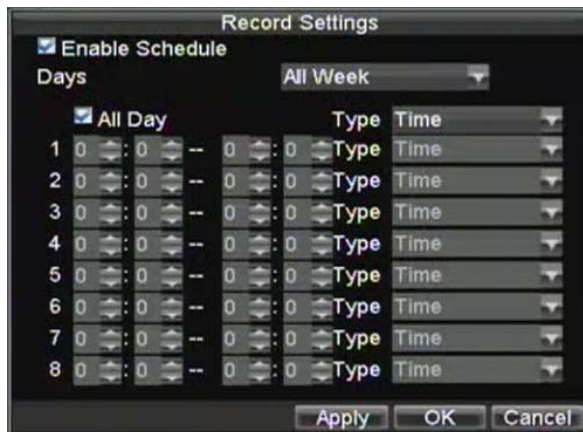 Record Settings
Enable Schedule
Days All Week
All Day Type Time
1 0 : 0 -- 0 : 0 Type Time
2 0 : 0 -- 0 : 0 Type Time
3 0 : 0 -- 0 : 0 Type Time
4 0 : 0 -- 0 : 0 Type Time
5 0 : 0 -- 0 : 0 Type Time
6 0 : 0 -- 0 : 0 Type Time
7 0 : 0 -- 0 : 0 Type Time
8 0 : 0 -- 0 : 0 Type Time
Apply OK Cancel